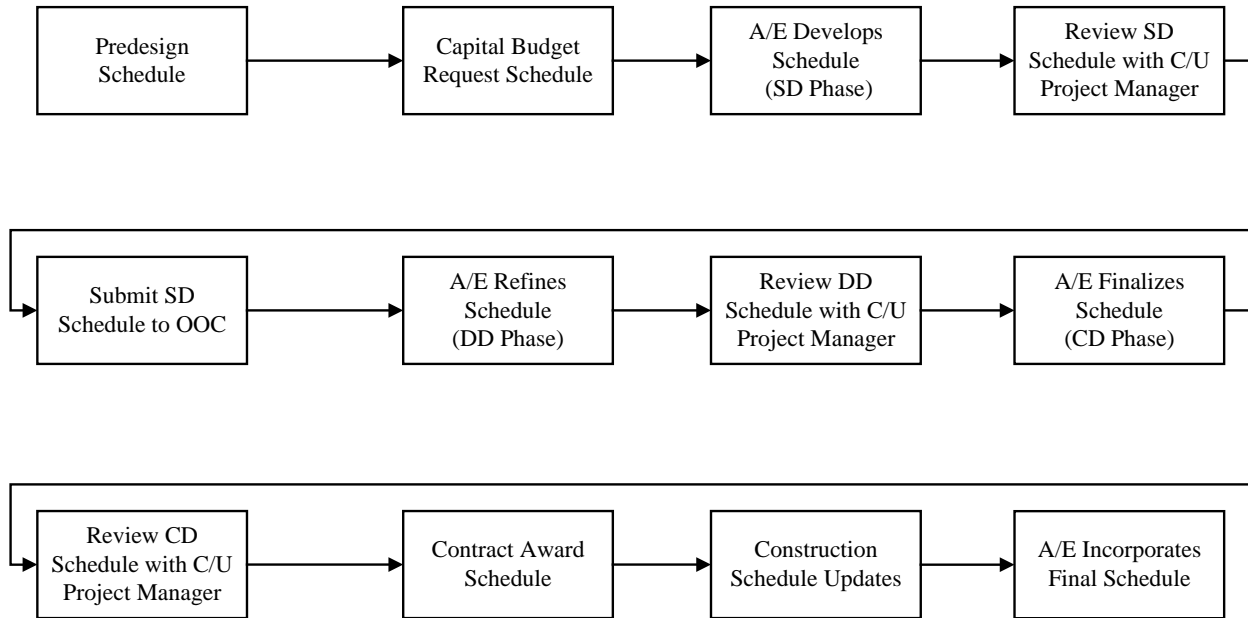 Predesign
Schedule
Capital Budget
Request Schedule
A/E Develops
Schedule
(SD Phase)
Review SD
Schedule with C/U
Project Manager
Submit SD
Schedule to OOC
A/E Refines
Schedule
(DD Phase)
Review DD
Schedule with C/U
Project Manager
A/E Finalizes
Schedule
(CD Phase)
Review CD
Schedule with C/U
Project Manager
Contract Award
Schedule
Construction
Schedule Updates
A/E Incorporates
Final Schedule